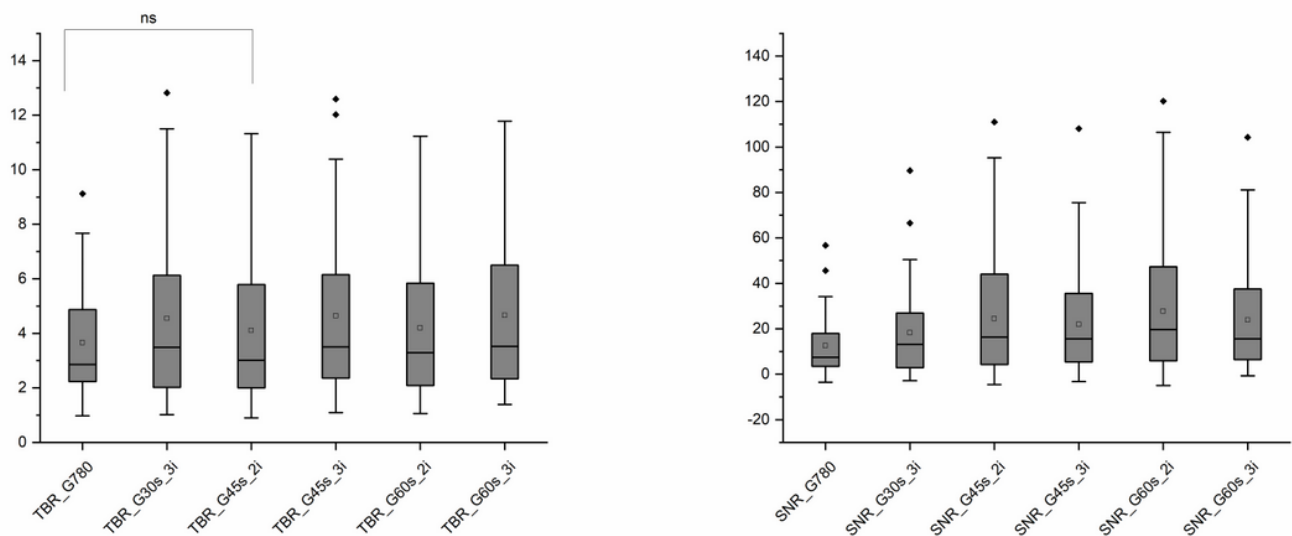 ns
14
12
10
8
6
4
2
0
TBR_G780
TBR_G30s_3i
TBR_G45s_2i
TBR_G45s_3i
TBR_G60s_2i
TBR_G60s_3i
140
120
100
80
60
40
20
0
-20
SNR_G780
SNR_G30s_3i
SNR_G45s_2i
SNR_G45s_3i
SNR_G60s_2i
SNR_G60s_3i